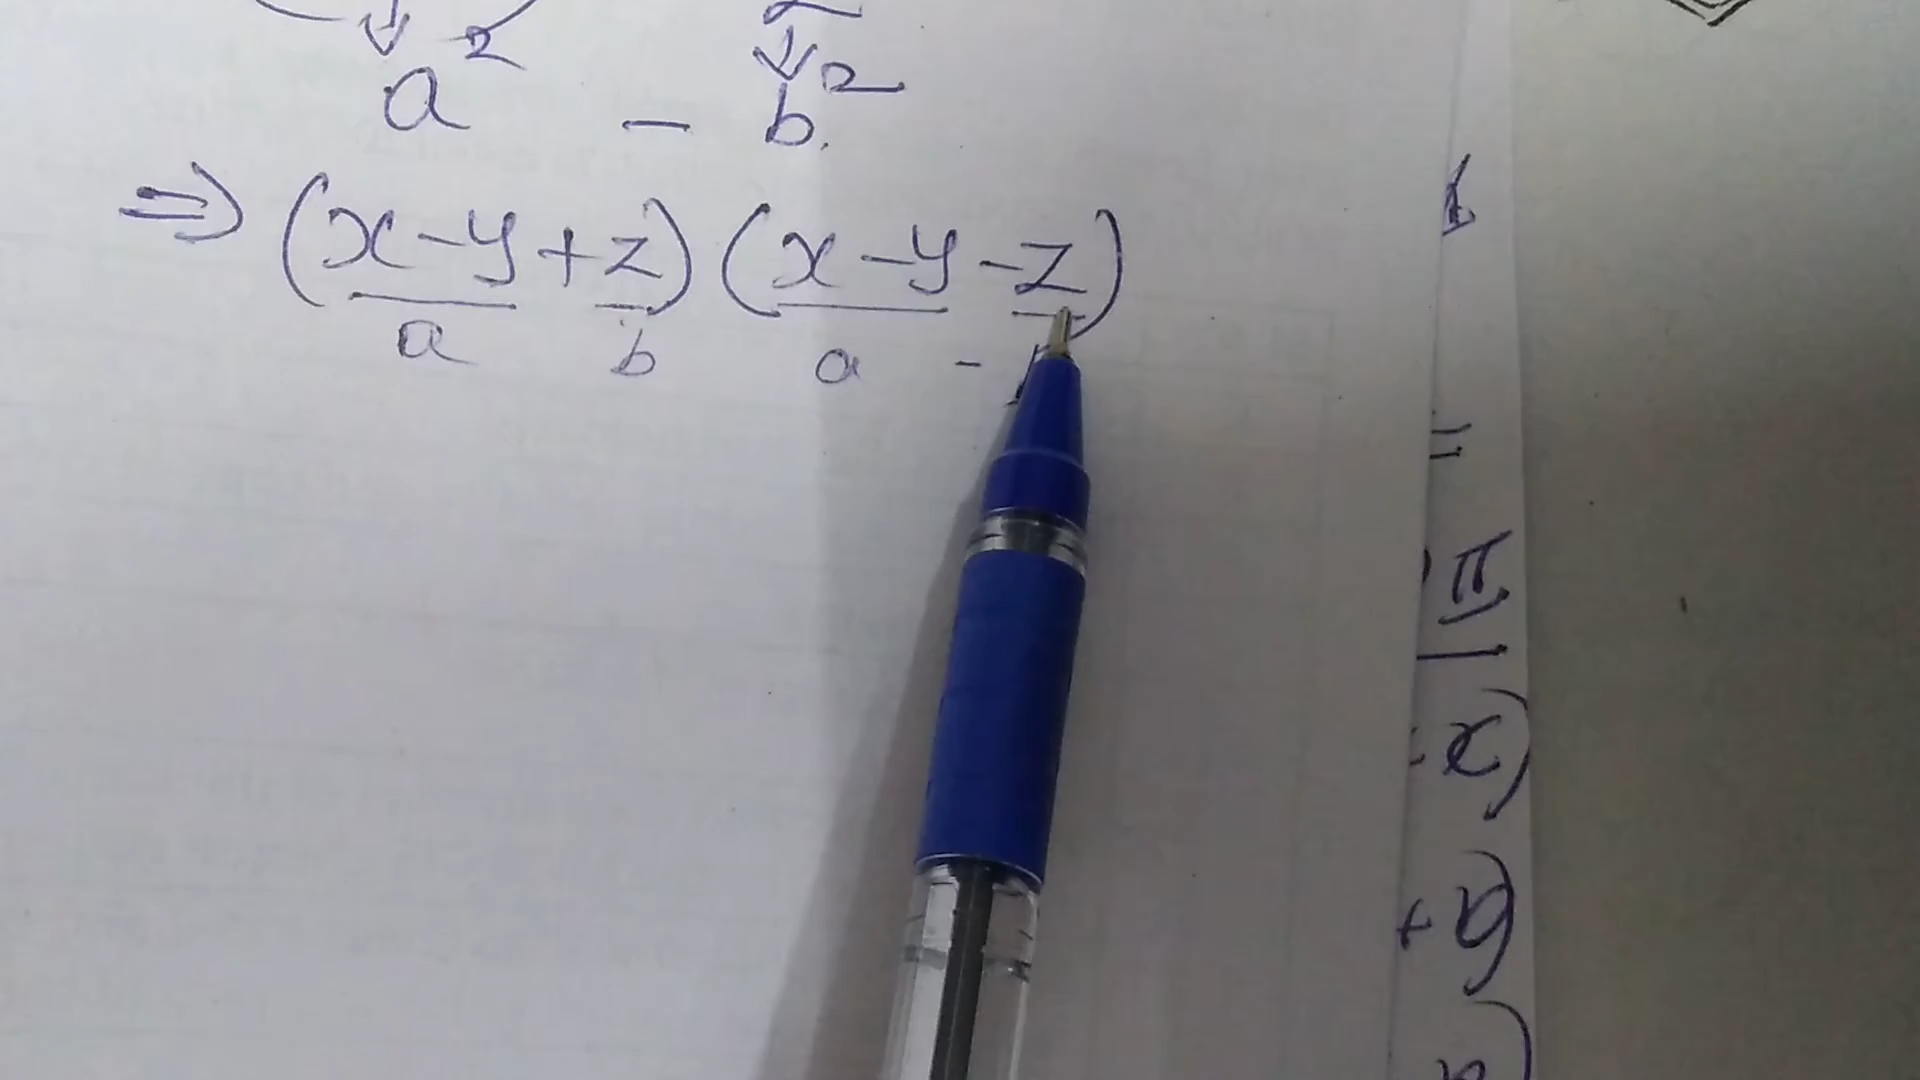 a² - b²
⇒ (x-y+z) (x-y-z)
a b a -
=
x)
+y)